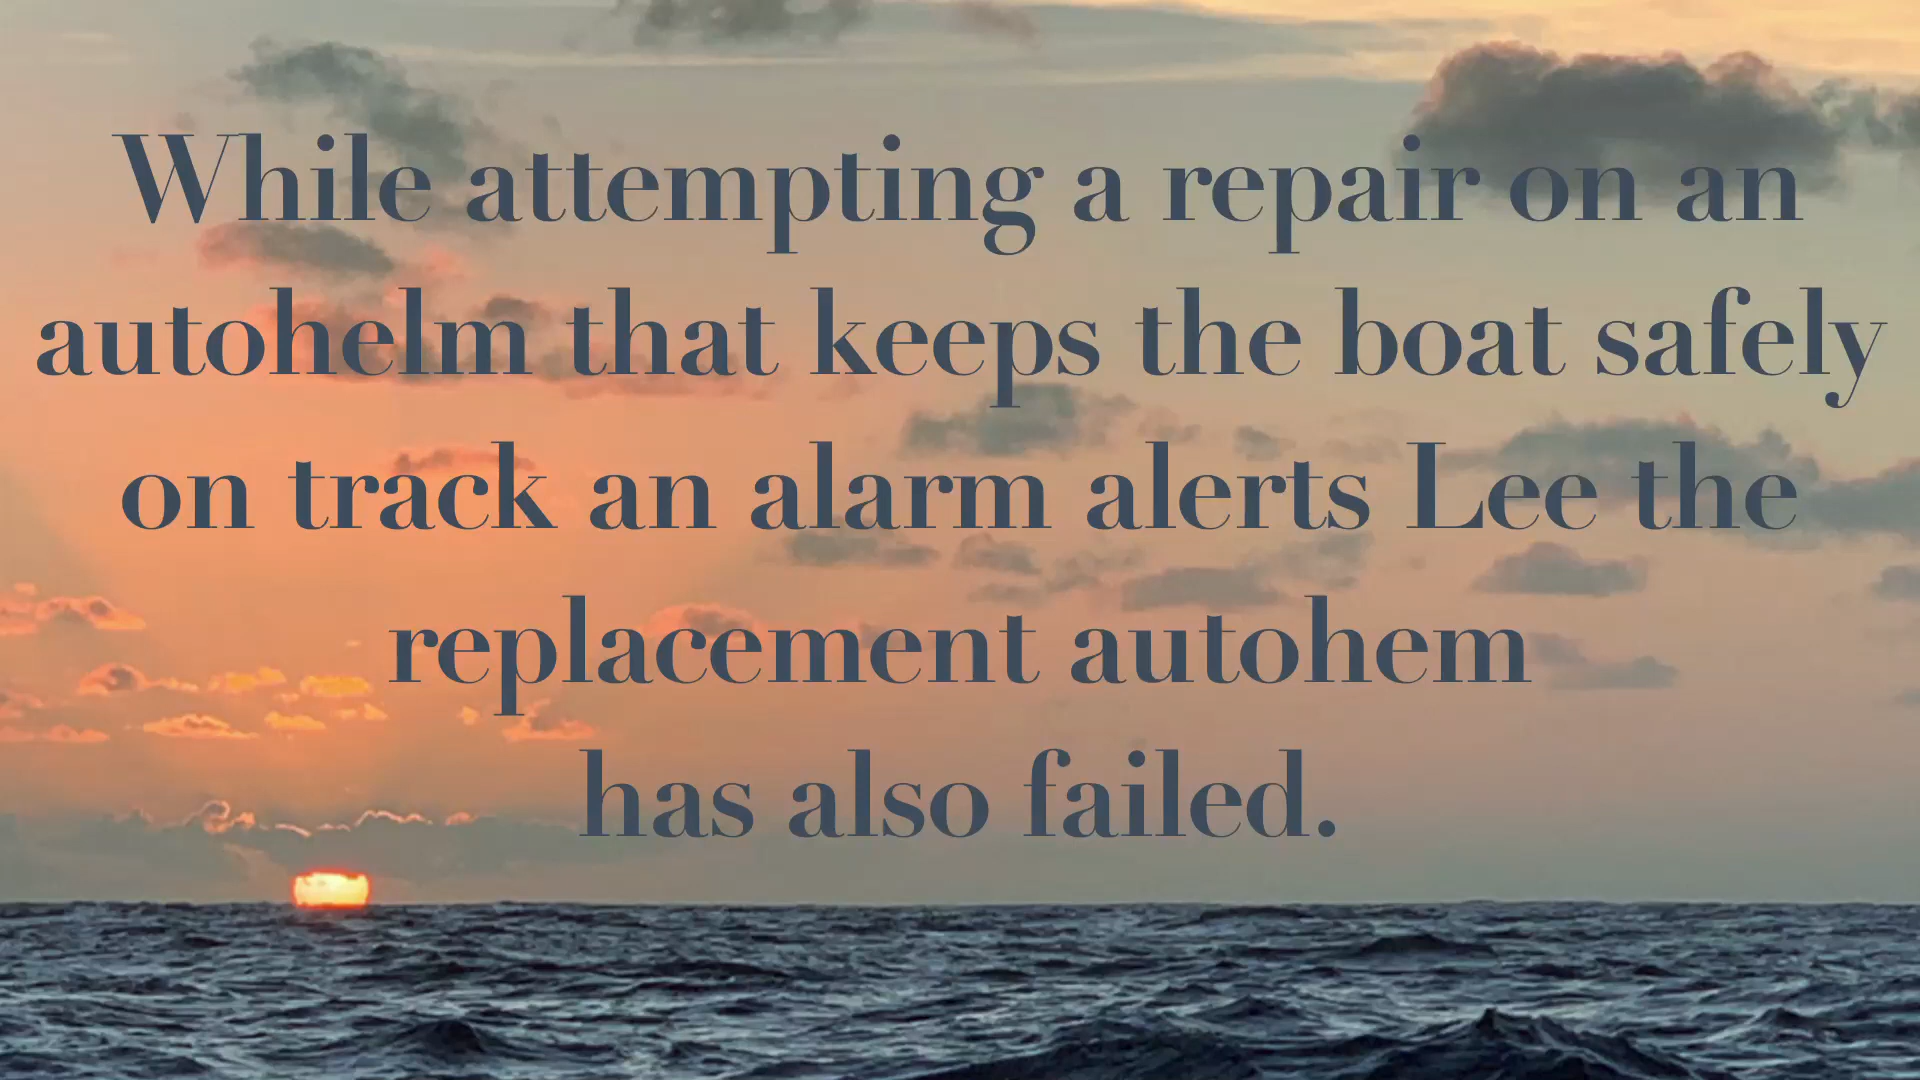 While attempting a repair on an
autohelm that keeps the boat safely
on track an alarm alerts Lee the
replacement autohem
has also failed.